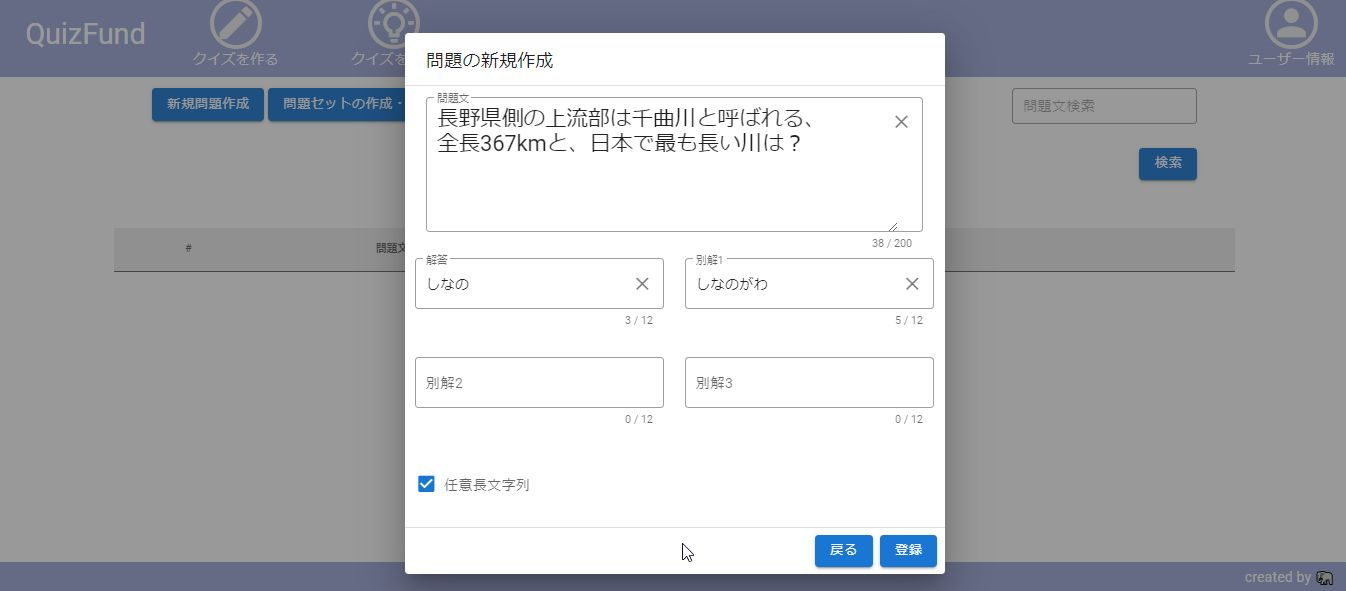 QuizFund
クイズを作る
クイズを
ユーザー情報
新規問題作成
問題セットの作成・
問題文検索
検索
#
問題文
問題の新規作成
問題文
長野県側の上流部は千曲川と呼ばれる、
全長367kmと、日本で最も長い川は？
38 / 200
解答
しなの
3 / 12
別解1
しなのがわ
5 / 12
別解2
0 / 12
別解3
0 / 12
任意長文字列
戻る
登録
created by